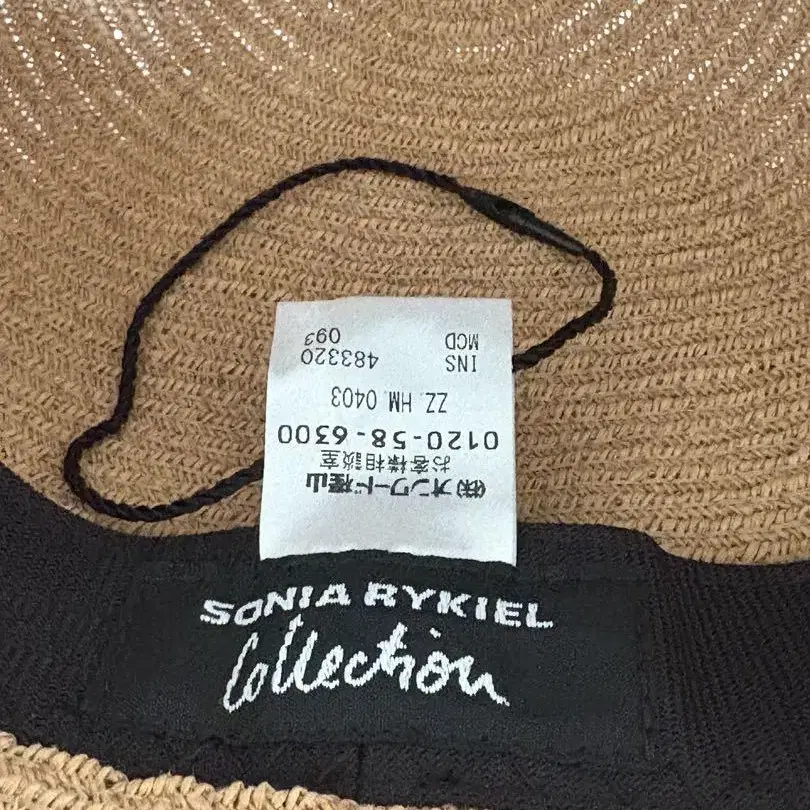 ㈱オンワード樫山
お客様相談室
0120-58-6300
ZZ. HM. 0403
INS 483320
MCD 093
SONIA RYKIEL
Collection